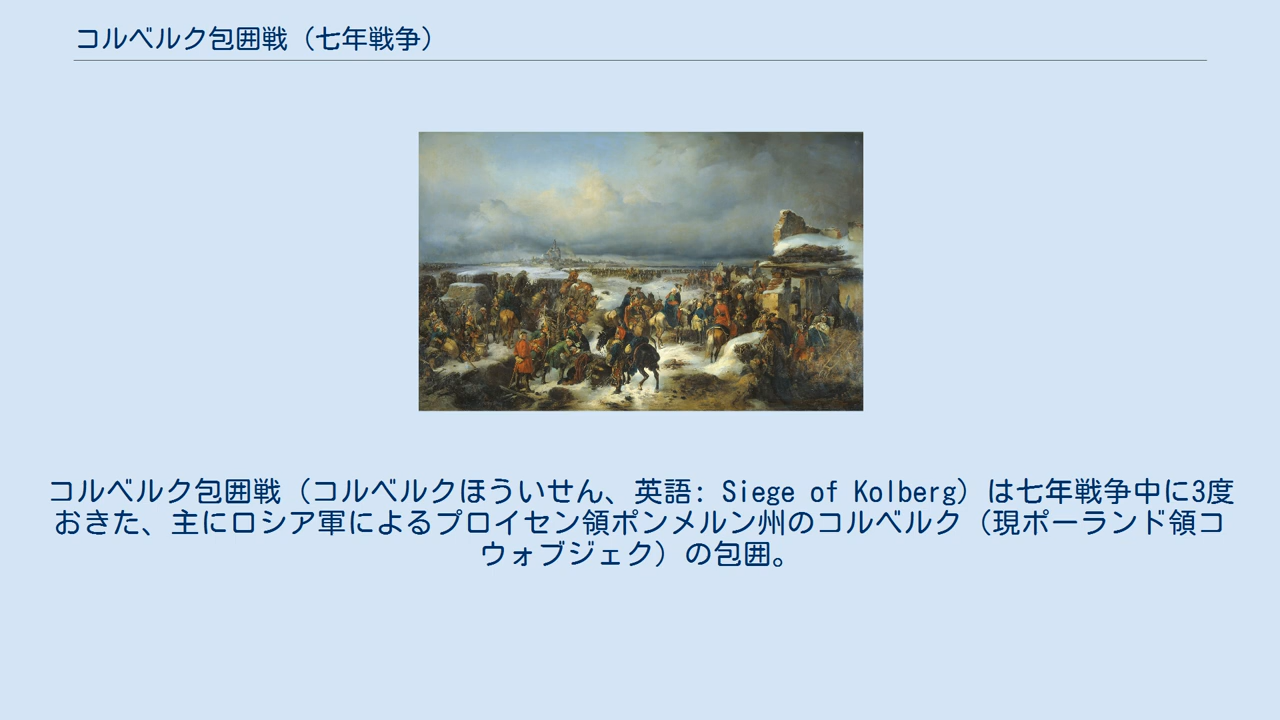 コルベルク包囲戦（七年戦争）
コルベルク包囲戦（コルベルクほういせん、英語: Siege of Kolberg）は七年戦争中に3度
おきた、主にロシア軍によるプロイセン領ポンメルン州のコルベルク（現ポーランド領コ
ウォブジェク）の包囲。